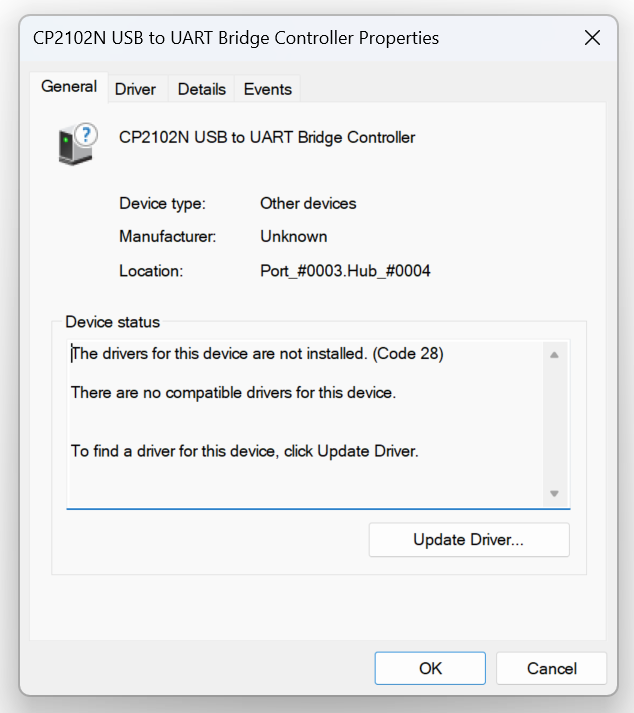 CP2102N USB to UART Bridge Controller Properties
General Driver Details Events
CP2102N USB to UART Bridge Controller
Device type: Other devices
Manufacturer: Unknown
Location: Port_#0003.Hub_#0004
Device status
The drivers for this device are not installed. (Code 28)
There are no compatible drivers for this device.
To find a driver for this device, click Update Driver.
Update Driver...
OK Cancel